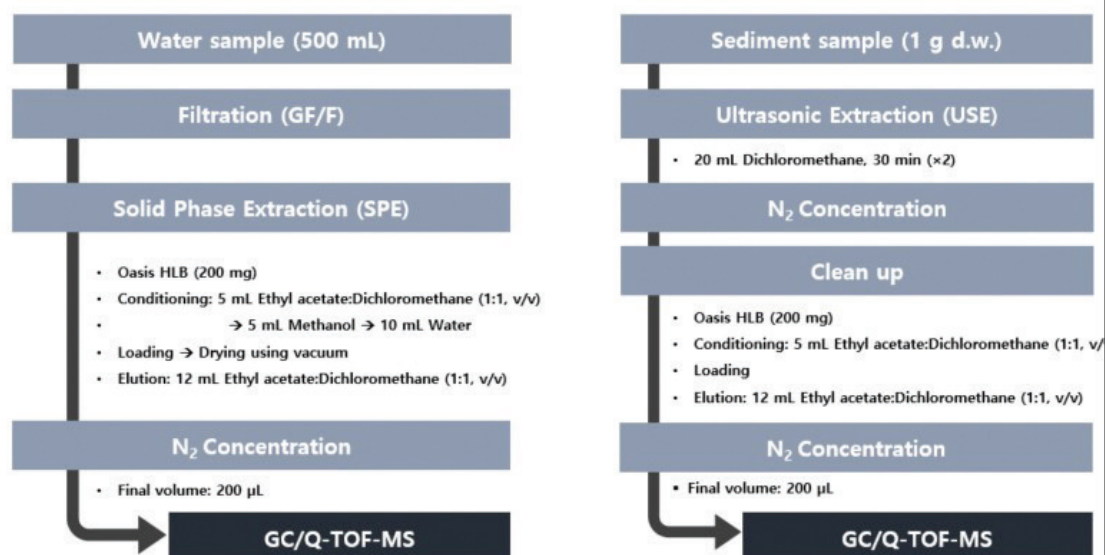 Water sample (500 mL)
Filtration (GF/F)
Solid Phase Extraction (SPE)
• Oasis HLB (200 mg)
• Conditioning: 5 mL Ethyl acetate:Dichloromethane (1:1, v/v)
• → 5 mL Methanol → 10 mL Water
• Loading → Drying using vacuum
• Elution: 12 mL Ethyl acetate:Dichloromethane (1:1, v/v)
N₂ Concentration
• Final volume: 200 μL
GC/Q-TOF-MS
Sediment sample (1 g d.w.)
Ultrasonic Extraction (USE)
• 20 mL Dichloromethane, 30 min (×2)
N₂ Concentration
Clean up
• Oasis HLB (200 mg)
• Conditioning: 5 mL Ethyl acetate:Dichloromethane (1:1, v/
• Loading
• Elution: 12 mL Ethyl acetate:Dichloromethane (1:1, v/v)
N₂ Concentration
▪ Final volume: 200 μL
GC/Q-TOF-MS